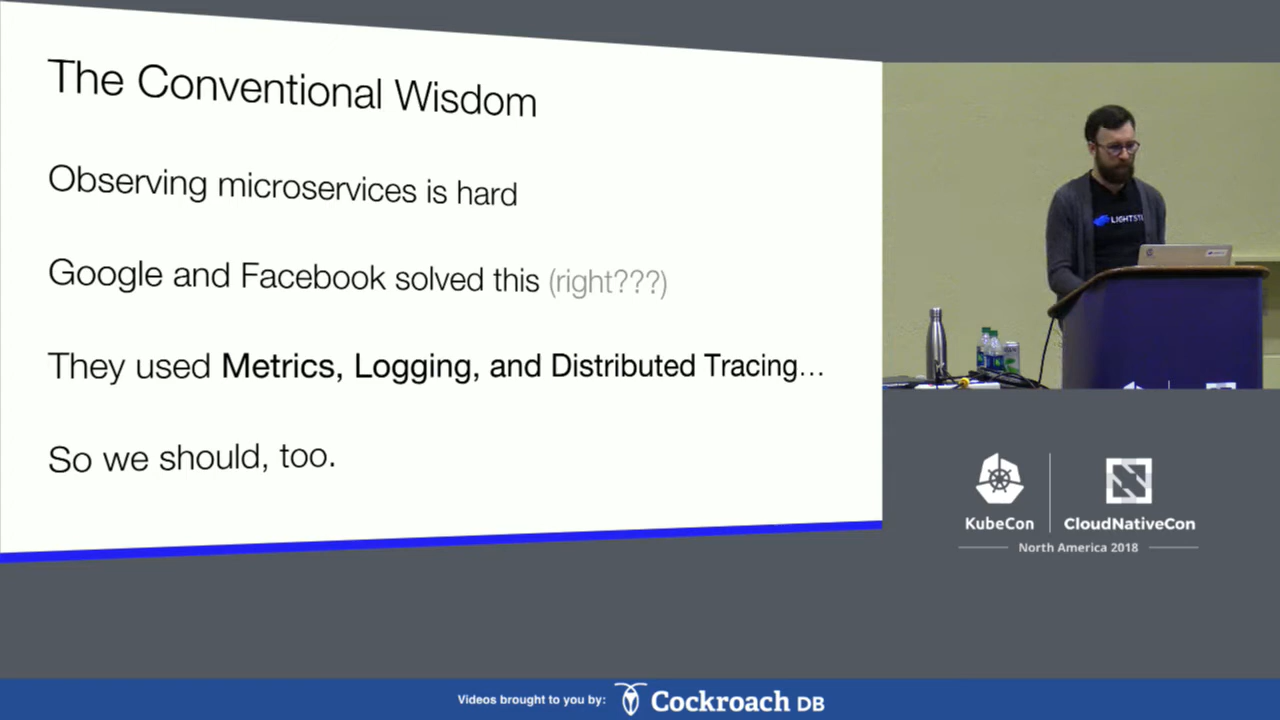 The Conventional Wisdom
Observing microservices is hard
Google and Facebook solved this (right???)
They used Metrics, Logging, and Distributed Tracing...
So we should, too.
LIGHTST
KubeCon
CloudNativeCon
North America 2018
Videos brought to you by:
Cockroach DB